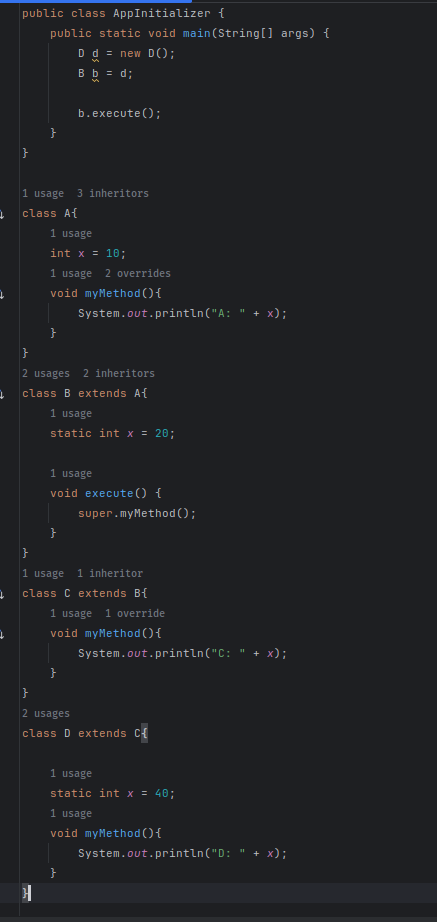 public class AppInitializer {
    public static void main(String[] args) {
        D d = new D();
        B b = d;

        b.execute();
    }
}

1 usage  3 inheritors
class A{
    1 usage
    int x = 10;
    1 usage  2 overrides
    void myMethod(){
        System.out.println("A: " + x);
    }
}
2 usages  2 inheritors
class B extends A{
    1 usage
    static int x = 20;

    1 usage
    void execute() {
        super.myMethod();
    }
}
1 usage  1 inheritor
class C extends B{
    1 usage  1 override
    void myMethod(){
        System.out.println("C: " + x);
    }
}
2 usages
class D extends C{

    1 usage
    static int x = 40;
    1 usage
    void myMethod(){
        System.out.println("D: " + x);
    }
}